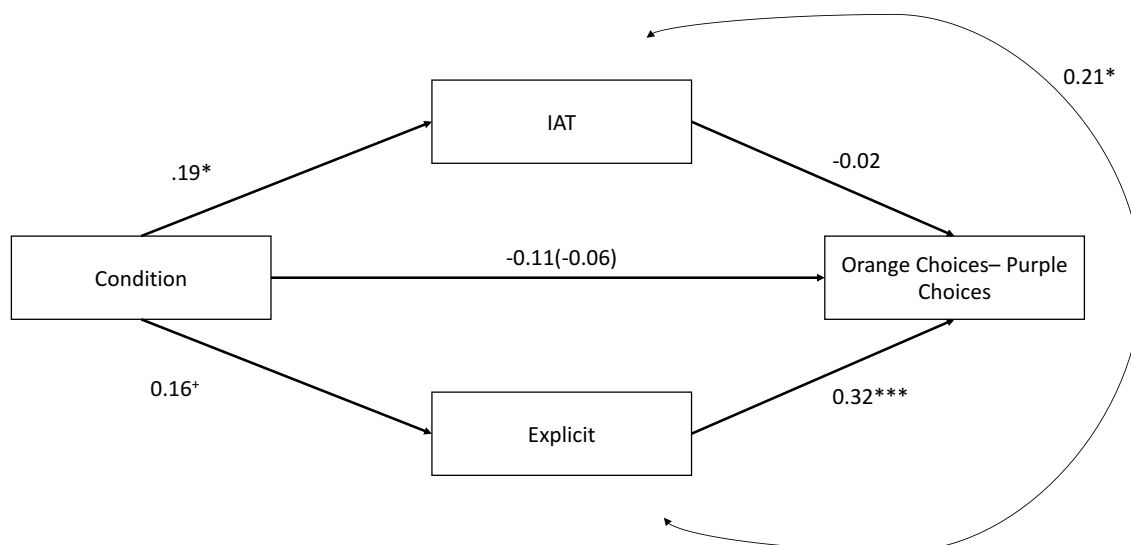 0.21*
IAT
.19*
-0.02
Condition
-0.11(-0.06)
Orange Choices– Purple
Choices
0.16⁺
Explicit
0.32***